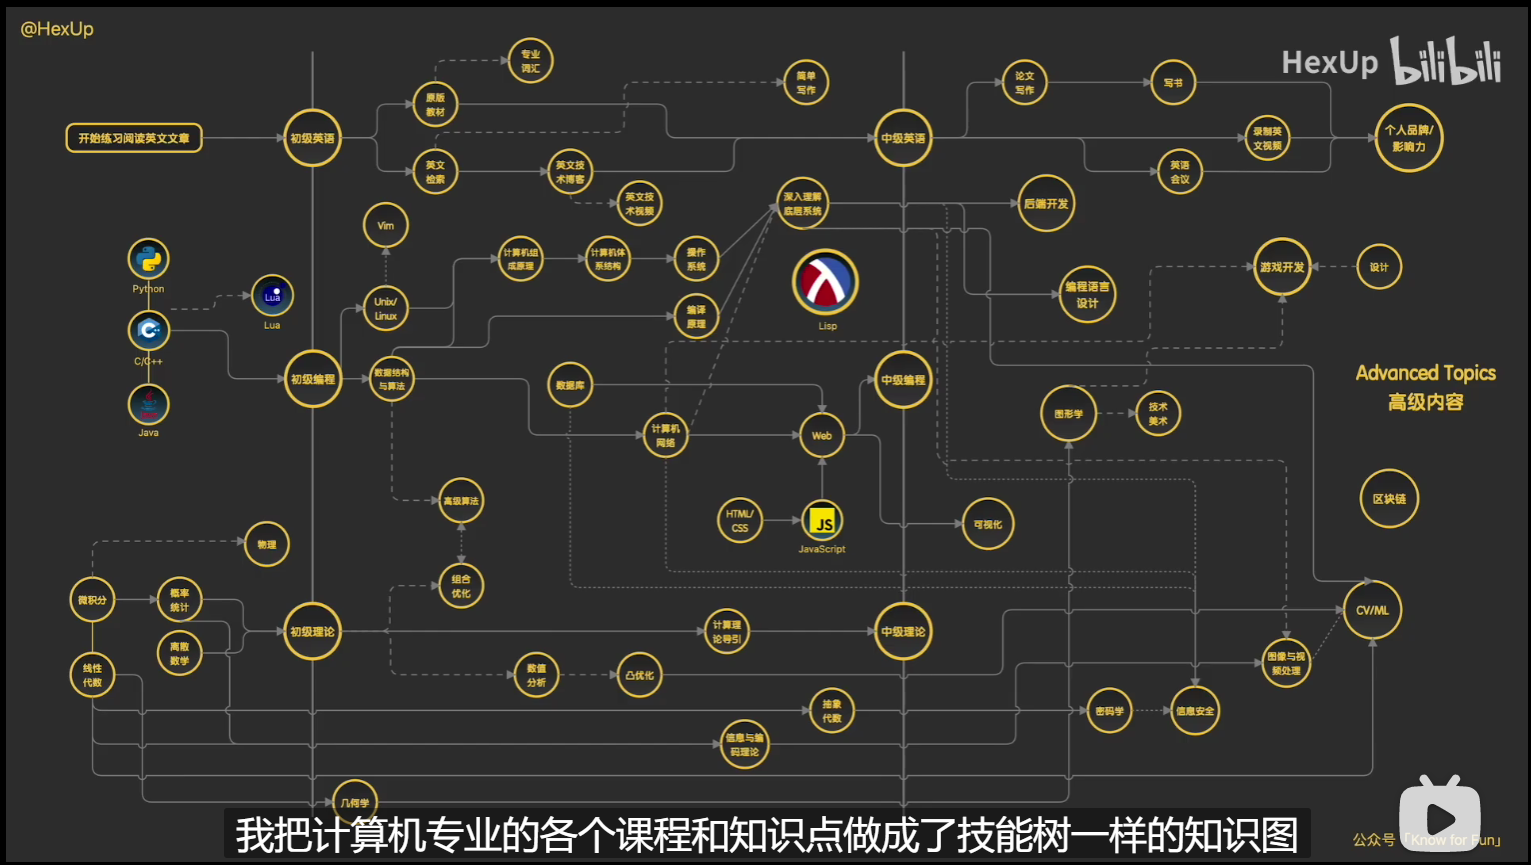 @HexUp
HexUp bilibili
专业
词汇
原版
教材
简单
写作
论文
写作
写书
开始练习阅读英文文章
初级英语
中级英语
录制英
文视频
个人品牌/
影响力
英文
检索
英文技
术博客
英语
会议
英文技
术视频
深入理解
底层系统
后端开发
Vim
Python
计算机组
成原理
计算机体
系结构
操作
系统
游戏开发
设计
Lua
Lua
Unix/
Linux
编译
原理
Lisp
编程语言
设计
C/C++
初级编程
数据结构
与算法
数据库
中级编程
Advanced Topics
高级内容
Java
计算机
网络
Web
图形学
技术
美术
高级算法
HTML/
CSS
JS
JavaScript
可视化
区块链
物理
微积分
概率
统计
组合
优化
初级理论
计算理
论导引
中级理论
CV/ML
离散
数学
线性
代数
数值
分析
凸优化
图像与视
频处理
抽象
代数
密码学
信息安全
信息与编
码理论
几何学
我把计算机专业的各个课程和知识点做成了技能树一样的知识图
公众号「Know for Fun」